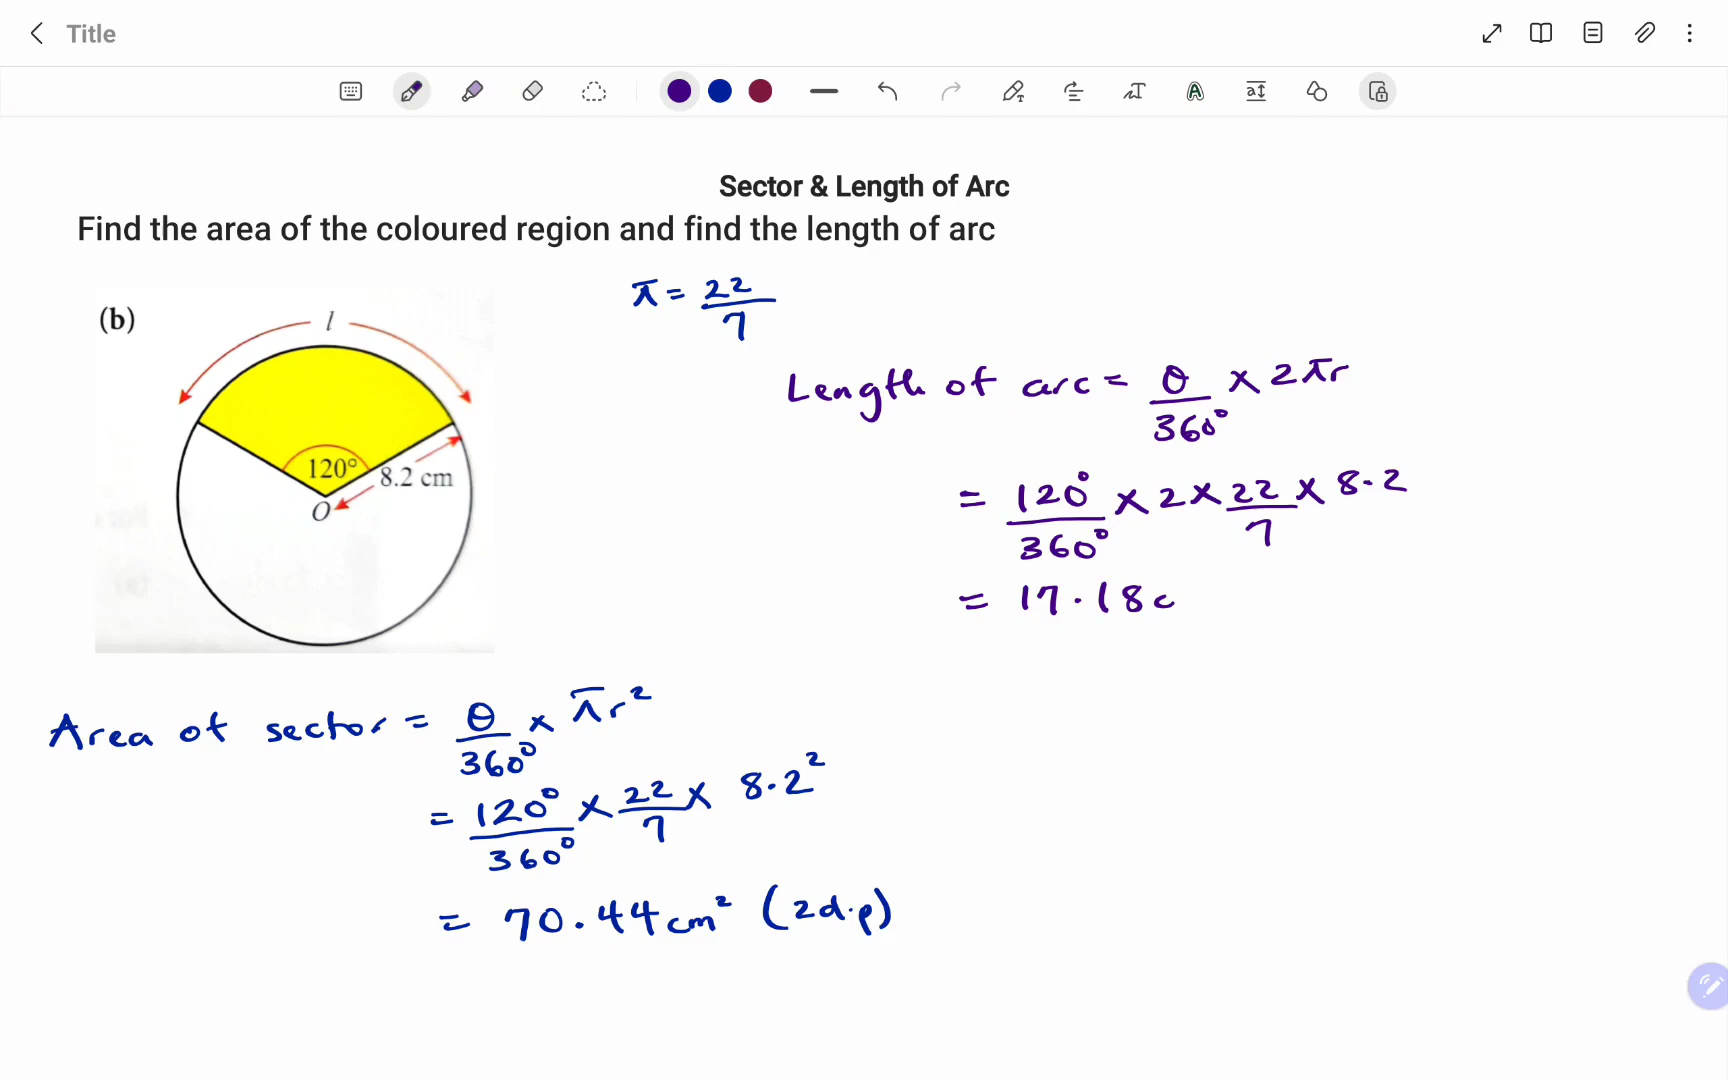 Title
Sector & Length of Arc
Find the area of the coloured region and find the length of arc
π = 22/7
(b)
l
120°
8.2 cm
O
Length of arc = θ/360° × 2πr
= 120°/360° × 2 × 22/7 × 8.2
= 17.18c
Area of sector = θ/360° × πr²
= 120°/360° × 22/7 × 8.2²
= 70.44cm² (2d.p)